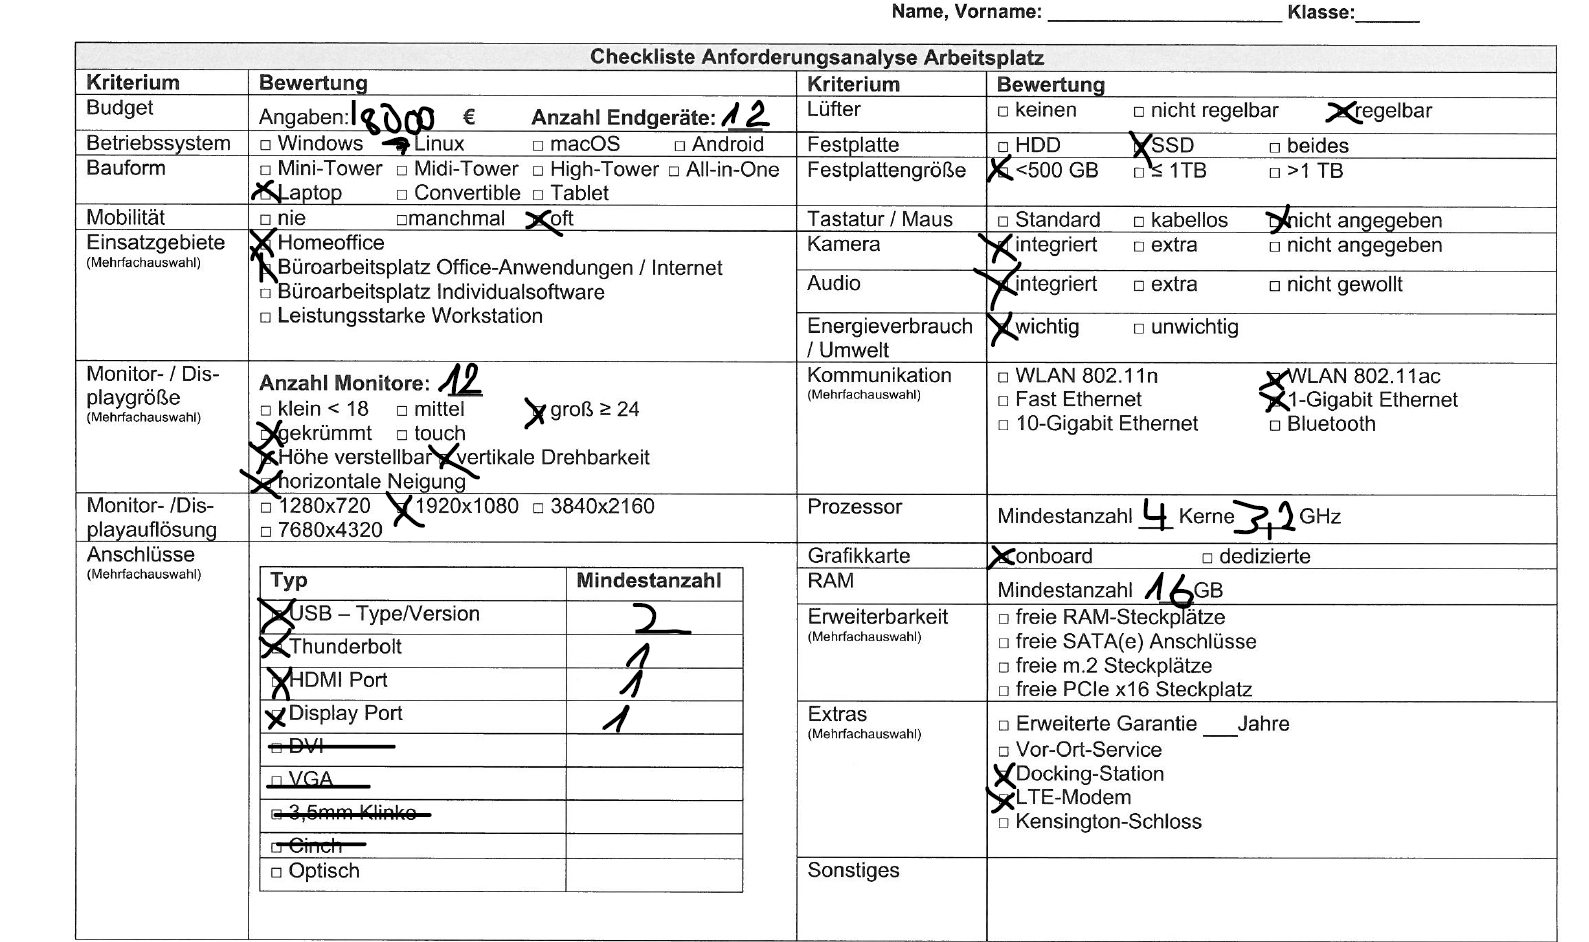 Name, Vorname: ____________ Klasse:_____
Checkliste Anforderungsanalyse Arbeitsplatz
Kriterium Bewertung
Budget Angaben: 18000 € Anzahl Endgeräte: 12
Betriebssystem □ Windows Linux □ macOS □ Android
Bauform □ Mini-Tower □ Midi-Tower □ High-Tower □ All-in-One
Laptop □ Convertible □ Tablet
Mobilität □ nie □manchmal oft
Einsatzgebiete Homeoffice
(Mehrfachauswahl) Büroarbeitsplatz Office-Anwendungen / Internet
□ Büroarbeitsplatz Individualsoftware
□ Leistungsstarke Workstation
Monitor- / Dis-
playgröße Anzahl Monitore: 12
(Mehrfachauswahl) □ klein < 18 □ mittel groß ≥ 24
gekrümmt □ touch
Höhe verstellbar vertikale Drehbarkeit
horizontale Neigung
Monitor- /Dis- □ 1280x720 1920x1080 □ 3840x2160
playauflösung □ 7680x4320
Anschlüsse
(Mehrfachauswahl)
Typ Mindestanzahl
USB – Type/Version 2
Thunderbolt 1
HDMI Port 1
Display Port 1
□ DVI
□ VGA
□ 3,5mm Klinke
□ Cinch
□ Optisch
Kriterium Bewertung
Lüfter □ keinen □ nicht regelbar regelbar
Festplatte □ HDD SSD □ beides
Festplattengröße <500 GB □ ≤ 1TB □ >1 TB
Tastatur / Maus □ Standard □ kabellos nicht angegeben
Kamera integriert □ extra □ nicht angegeben
Audio integriert □ extra □ nicht gewollt
Energieverbrauch wichtig □ unwichtig
/ Umwelt
Kommunikation □ WLAN 802.11n WLAN 802.11ac
(Mehrfachauswahl) □ Fast Ethernet 1-Gigabit Ethernet
□ 10-Gigabit Ethernet □ Bluetooth
Prozessor Mindestanzahl 4 Kerne 3,2 GHz
Grafikkarte onboard □ dedizierte
RAM Mindestanzahl 16 GB
Erweiterbarkeit □ freie RAM-Steckplätze
(Mehrfachauswahl) □ freie SATA(e) Anschlüsse
□ freie m.2 Steckplätze
□ freie PCIe x16 Steckplatz
Extras □ Erweiterte Garantie ___Jahre
(Mehrfachauswahl) □ Vor-Ort-Service
Docking-Station
LTE-Modem
□ Kensington-Schloss
Sonstiges